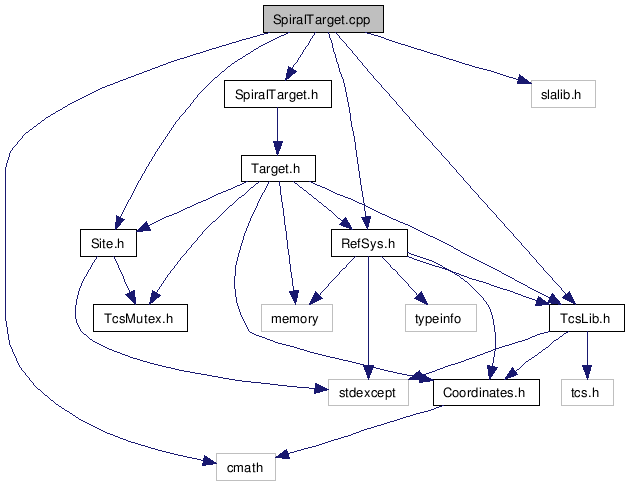 SpiralTarget.cpp
SpiralTarget.h
slalib.h
Target.h
Site.h
RefSys.h
TcsMutex.h
memory
typeinfo
TcsLib.h
stdexcept
Coordinates.h
tcs.h
cmath